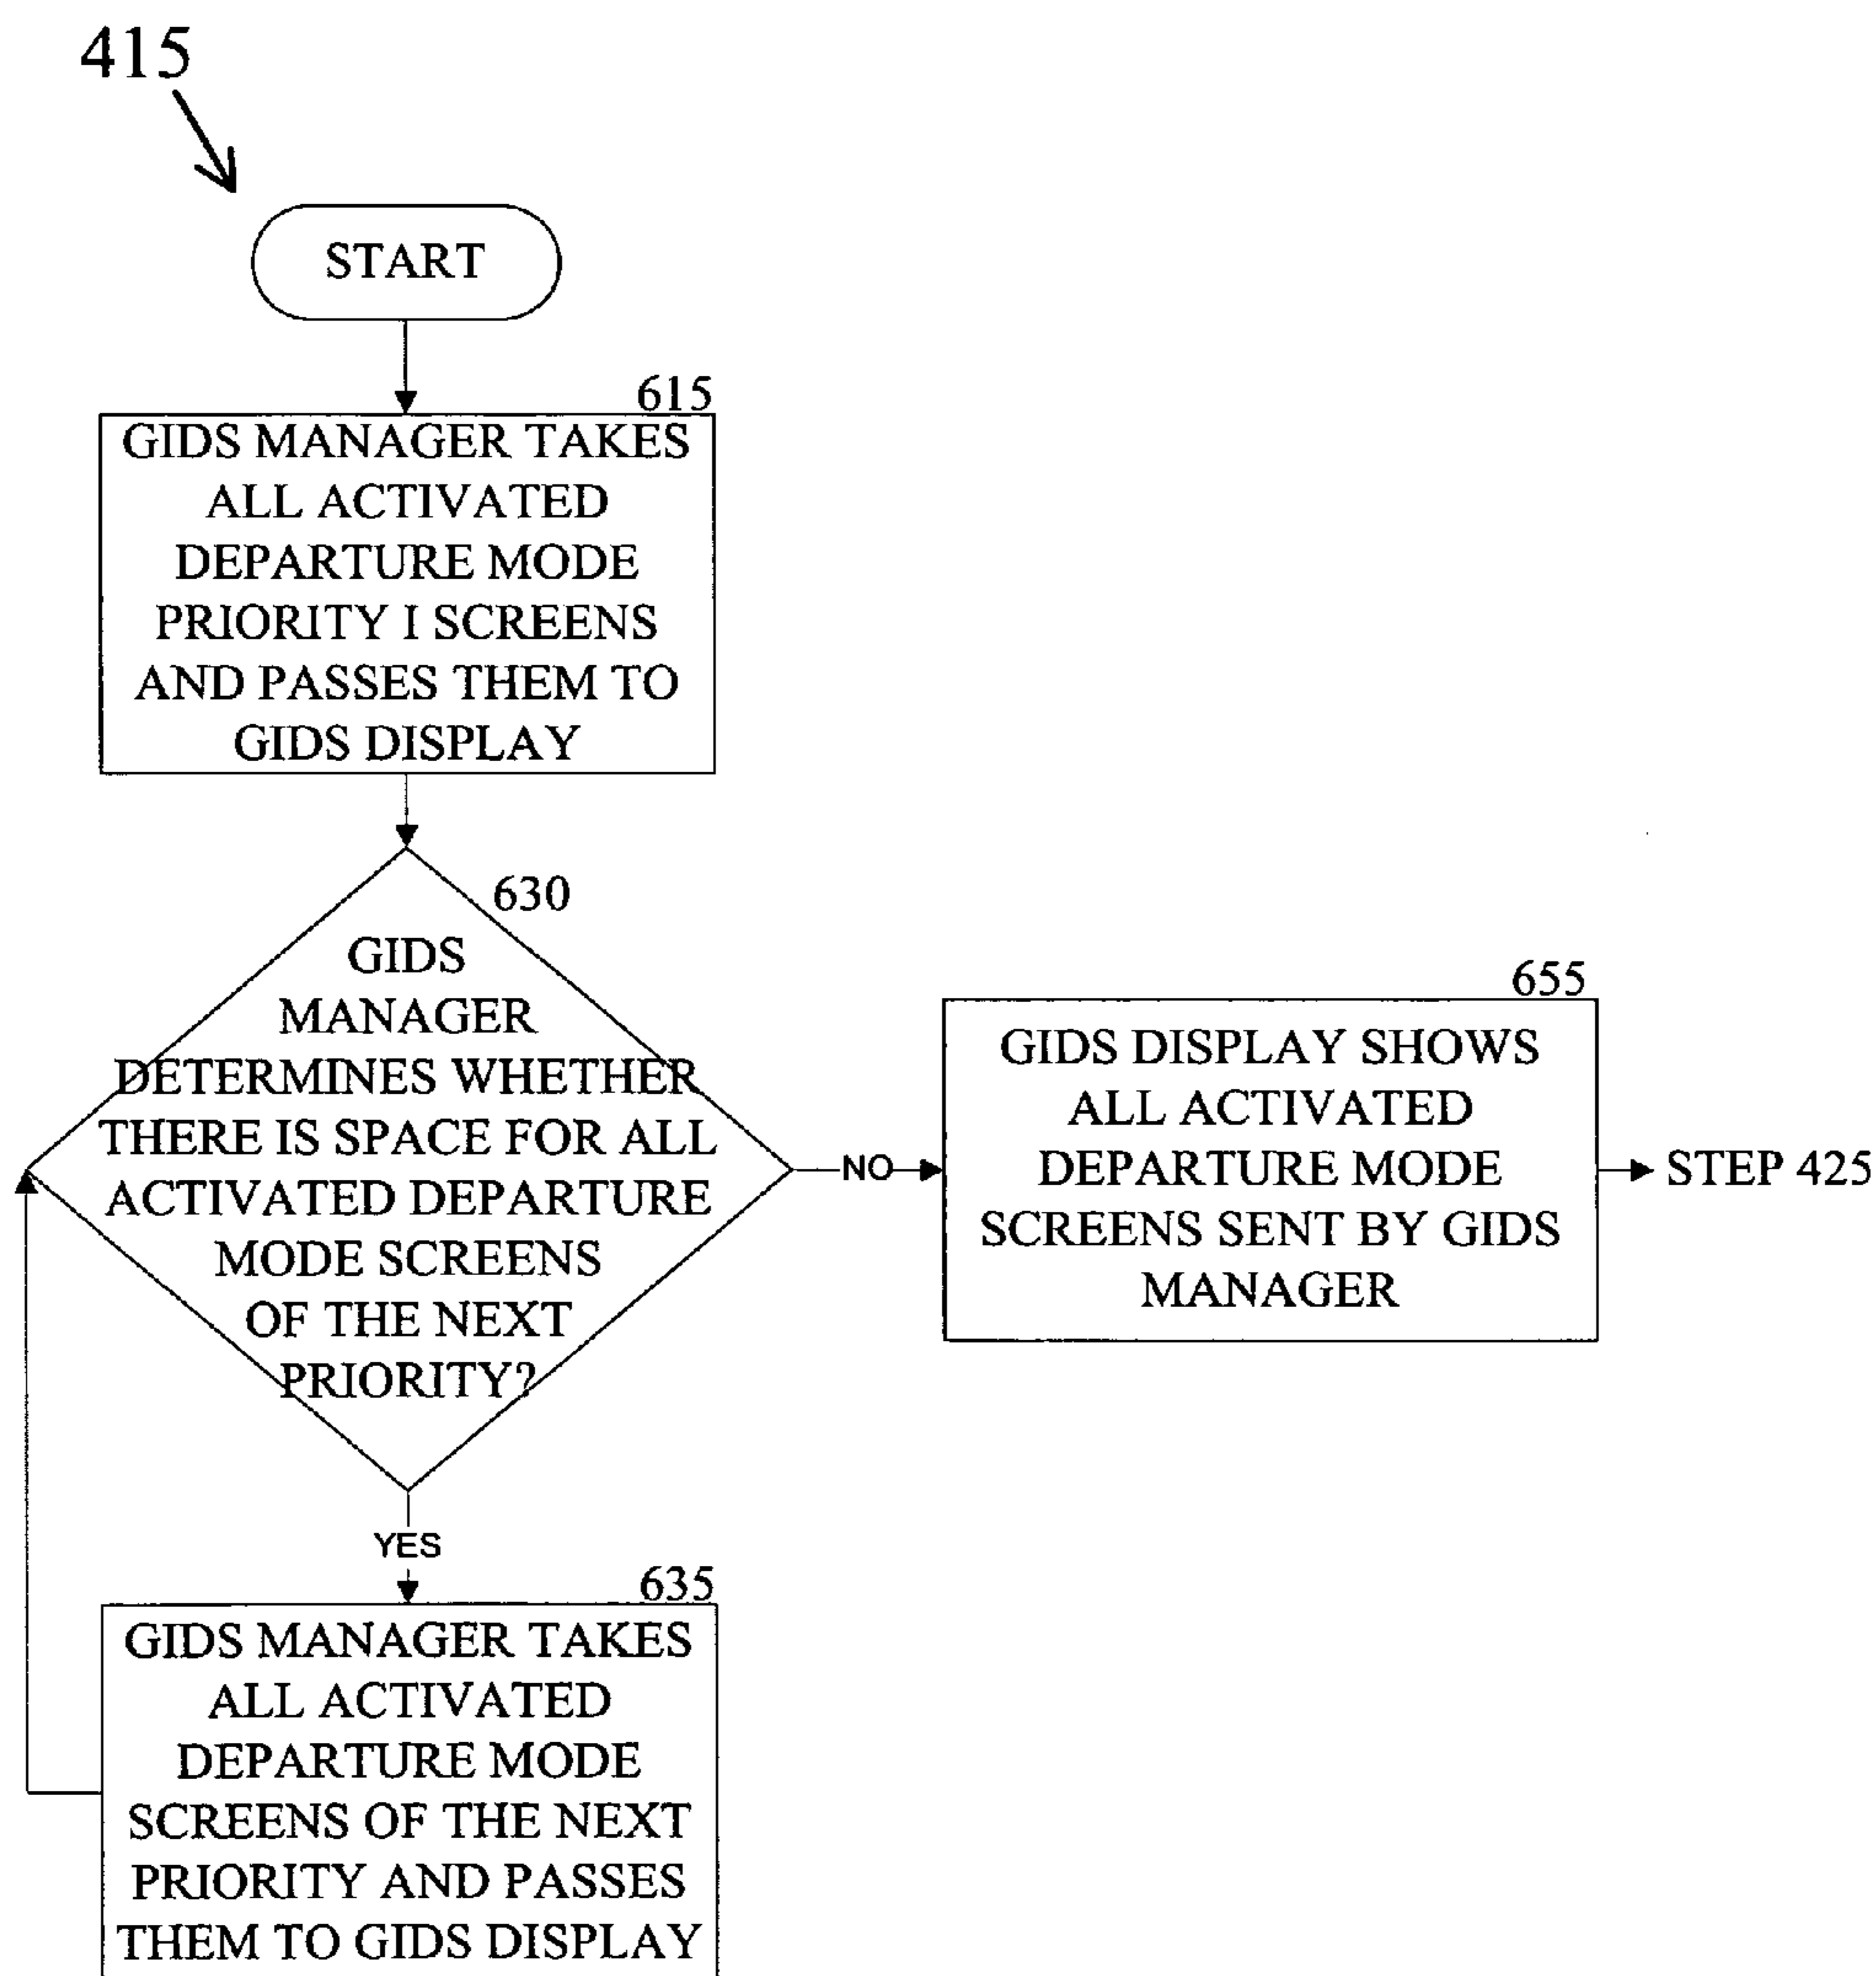 415
START
615
GIDS MANAGER TAKES
ALL ACTIVATED
DEPARTURE MODE
PRIORITY I SCREENS
AND PASSES THEM TO
GIDS DISPLAY
630
GIDS
MANAGER
DETERMINES WHETHER
THERE IS SPACE FOR ALL
ACTIVATED DEPARTURE
MODE SCREENS
OF THE NEXT
PRIORITY?
NO
655
GIDS DISPLAY SHOWS
ALL ACTIVATED
DEPARTURE MODE
SCREENS SENT BY GIDS
MANAGER
STEP 425
YES
635
GIDS MANAGER TAKES
ALL ACTIVATED
DEPARTURE MODE
SCREENS OF THE NEXT
PRIORITY AND PASSES
THEM TO GIDS DISPLAY